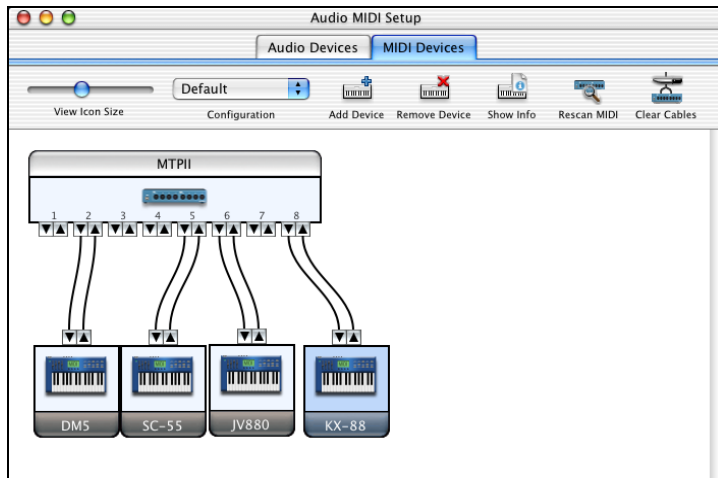 Audio MIDI Setup
Audio Devices MIDI Devices
Default
View Icon Size Configuration Add Device Remove Device Show Info Rescan MIDI Clear Cables
MTPII
1 2 3 4 5 6 7 8
DM5 SC-55 JV880 KX-88